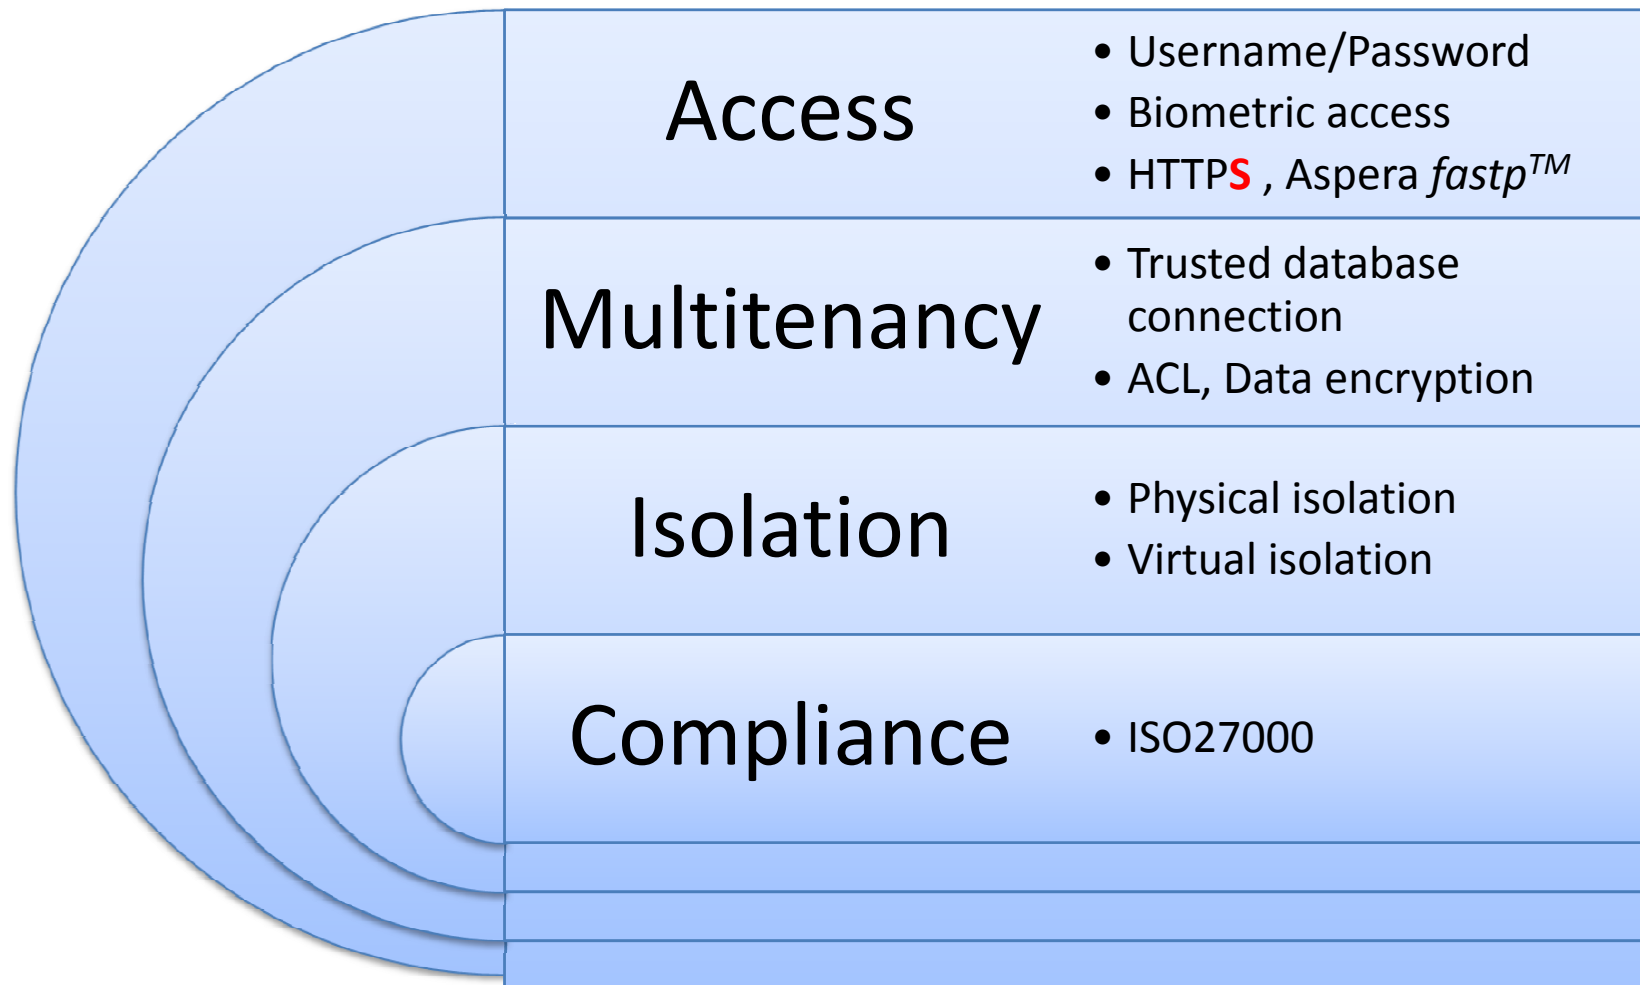 Access
• Username/Password
• Biometric access
• HTTPS , Aspera fastp™
Multitenancy
• Trusted database
connection
• ACL, Data encryption
Isolation
• Physical isolation
• Virtual isolation
Compliance
• ISO27000